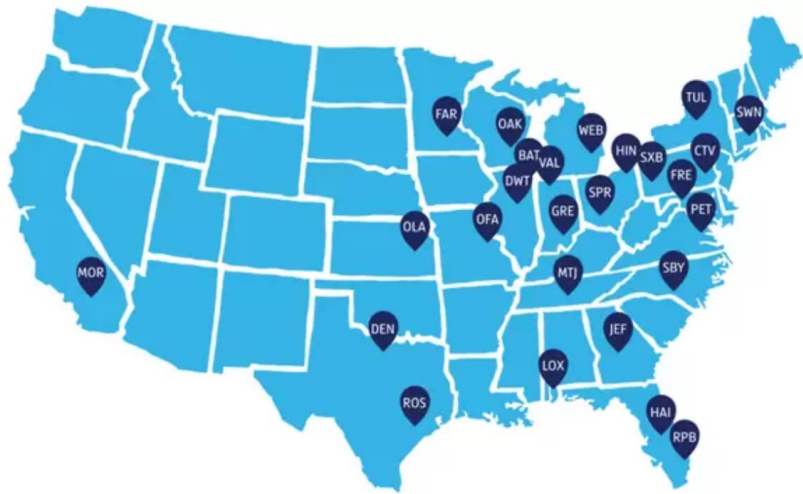 TUL
FAR
SWN
OAK
WEB
BAT
VAL
HIN
SXB
CTV
DWT
FRE
SPR
PET
GRE
OFA
OLA
MOR
MTJ
SBY
DEN
JEF
LOX
ROS
HAI
RPB